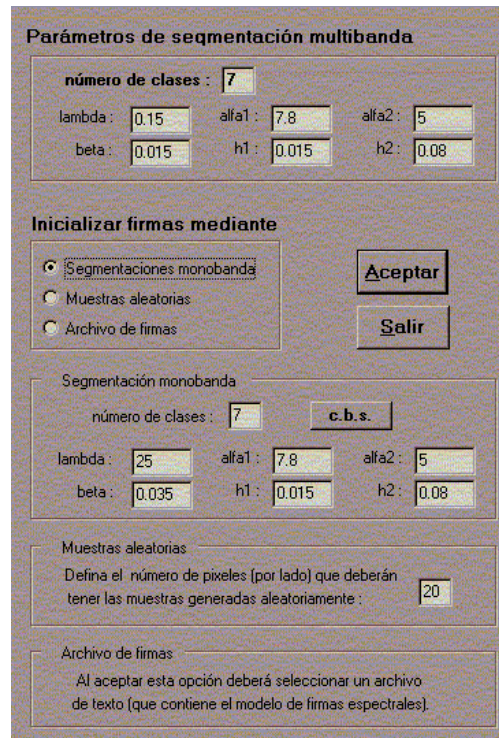 Parámetros de segmentación multibanda
número de clases : 7
lambda : 0.15 alfa1 : 7.8 alfa2 : 5
beta : 0.015 h1 : 0.015 h2 : 0.08
Inicializar firmas mediante
Segmentaciones monobanda
Muestras aleatorias
Archivo de firmas
Aceptar
Salir
Segmentación monobanda
número de clases : 7 c.b.s.
lambda : 25 alfa1 : 7.8 alfa2 : 5
beta : 0.035 h1 : 0.015 h2 : 0.08
Muestras aleatorias
Defina el número de pixeles (por lado) que deberán
tener las muestras generadas aleatoriamente : 20
Archivo de firmas
Al aceptar esta opción deberá seleccionar un archivo
de texto (que contiene el modelo de firmas espectrales).